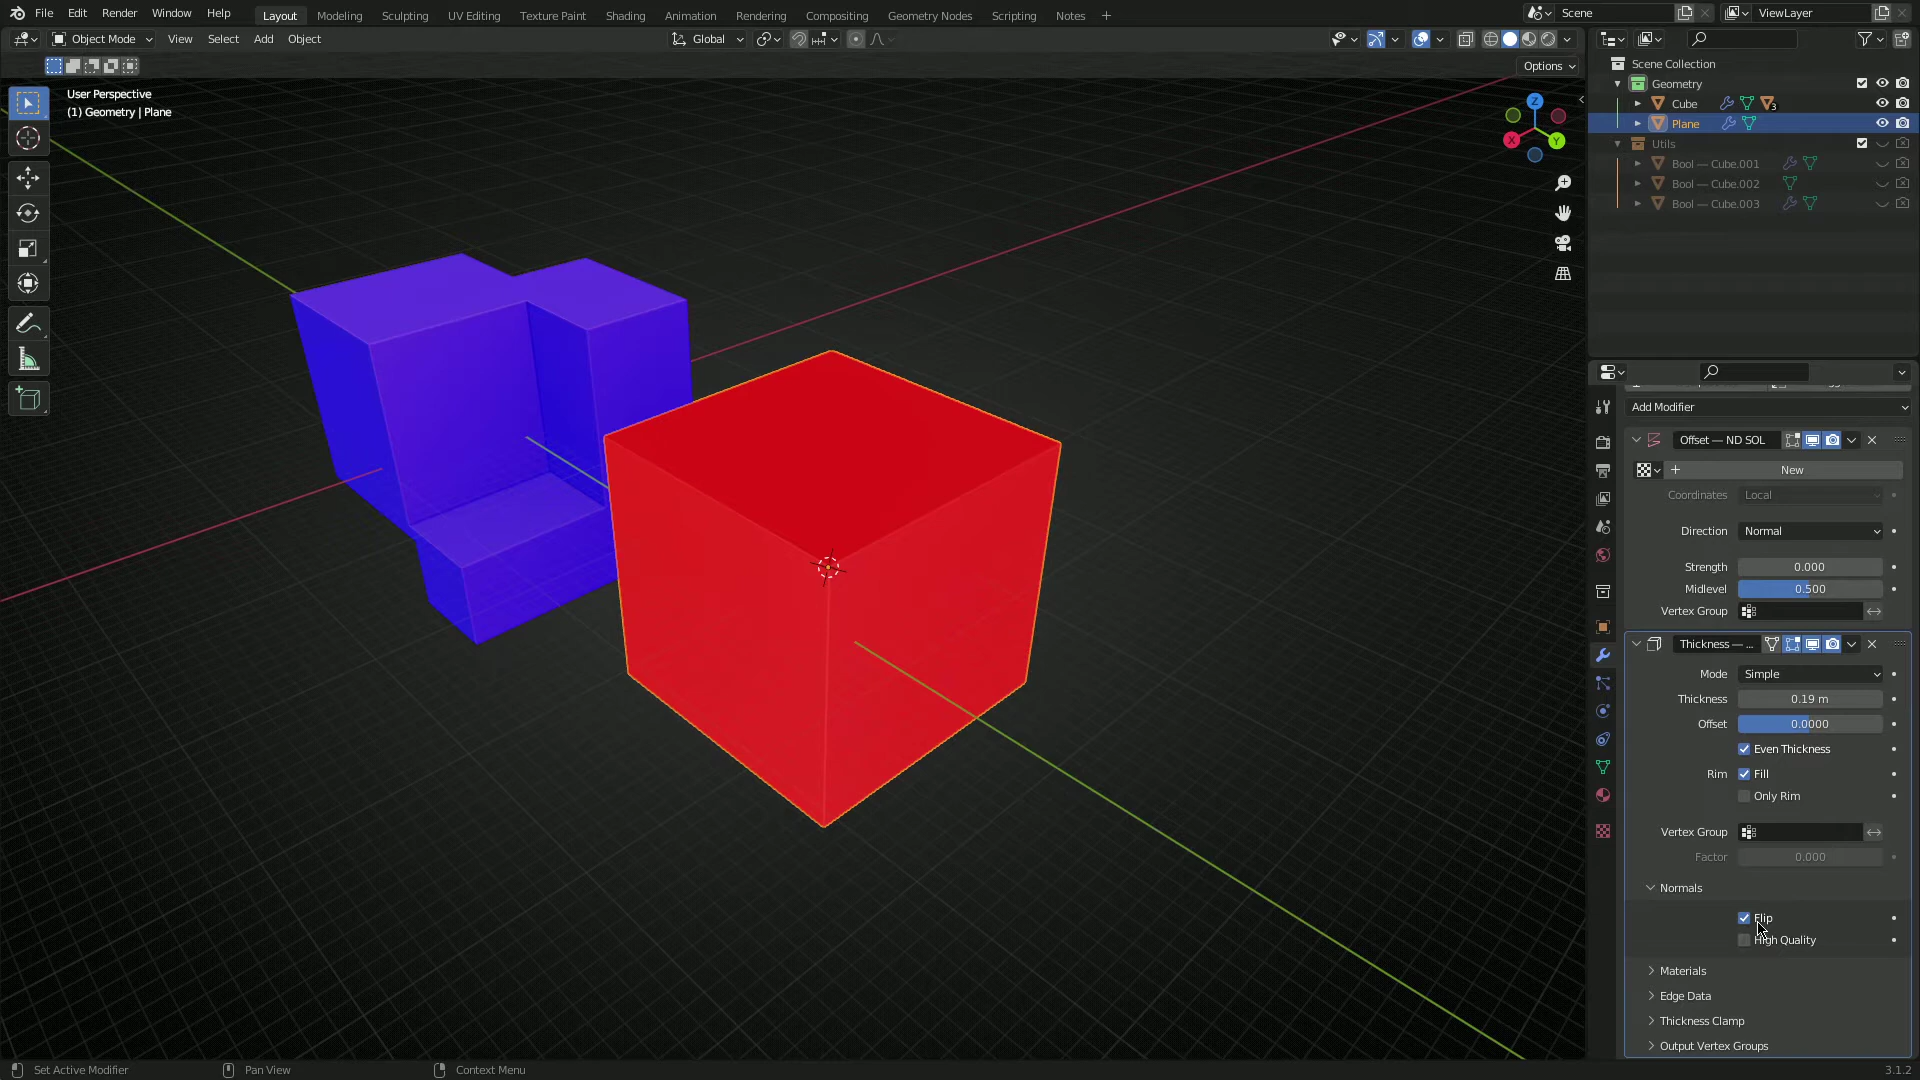 File Edit Render Window Help Layout Modeling Sculpting UV Editing Texture Paint Shading Animation Rendering Compositing Geometry Nodes Scripting Notes + Scene ViewLayer
Object Mode View Select Add Object Global
Options
User Perspective
(1) Geometry | Plane
Z
X
Y
Scene Collection
Geometry
Cube 3
Plane
Utils
Bool — Cube.001
Bool — Cube.002
Bool — Cube.003
Add Modifier
Offset — ND SOL
New
Coordinates Local
Direction Normal
Strength 0.000
Midlevel 0.500
Vertex Group
Thickness — ...
Mode Simple
Thickness 0.19 m
Offset 0.0000
Even Thickness
Rim Fill
Only Rim
Vertex Group
Factor 0.000
Normals
Flip
High Quality
Materials
Edge Data
Thickness Clamp
Output Vertex Groups
Set Active Modifier Pan View Context Menu 3.1.2